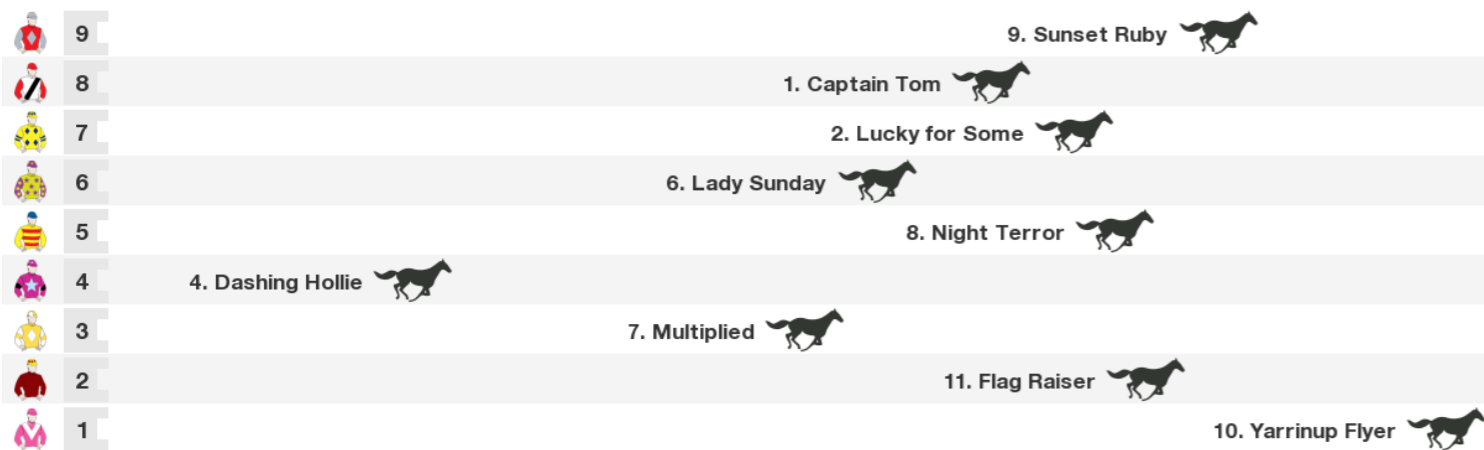 9 9. Sunset Ruby
8 1. Captain Tom
7 2. Lucky for Some
6 6. Lady Sunday
5 8. Night Terror
4 4. Dashing Hollie
3 7. Multiplied
2 11. Flag Raiser
1 10. Yarrinup Flyer